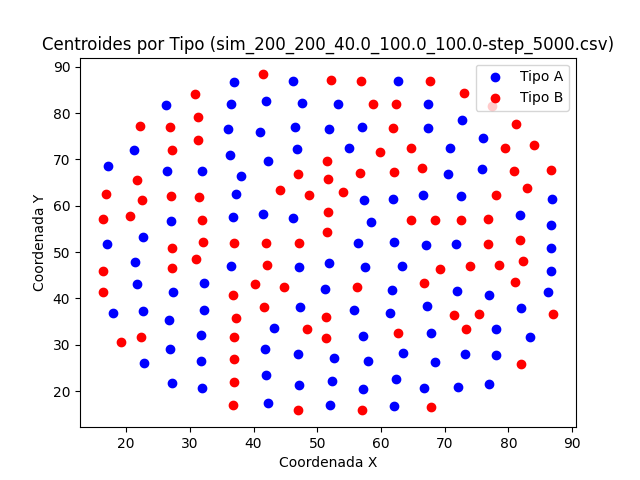 Centroides por Tipo (sim_200_200_40.0_100.0_100.0-step_5000.csv)
Tipo A
Tipo B
90
80
70
60
50
40
30
20
Coordenada Y
20 30 40 50 60 70 80 90
Coordenada X